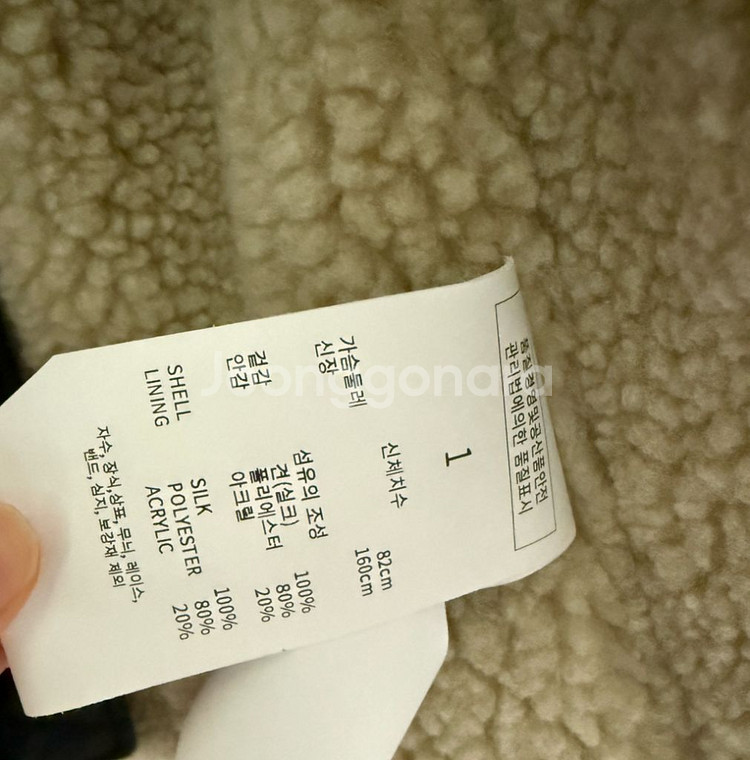 품질경영및공산품안전
관리법에의한 품질표시
1
신체치수
가슴둘레 82cm
신장 160cm
섬유의 조성
겉감 견(실크) 100%
안감 폴리에스터 80%
아크릴 20%
SHELL SILK 100%
LINING POLYESTER 80%
ACRYLIC 20%
자수, 장식,상표, 무늬, 레이스,
밴드, 심지, 보강재 제외
Joonggonara